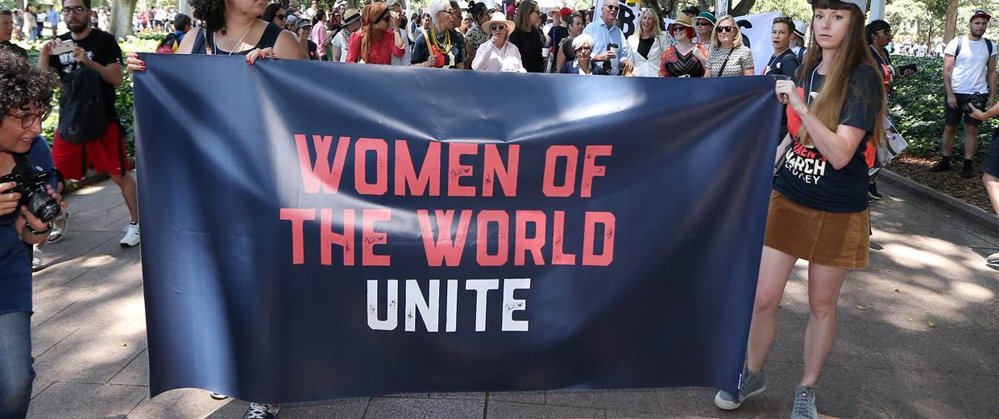 WOMEN OF
THE WORLD
UNITE
MARCH